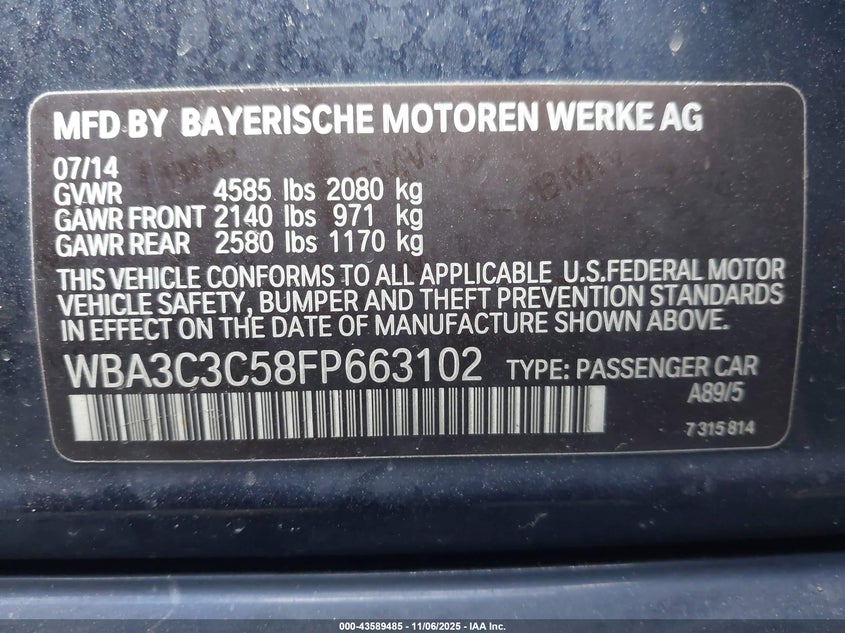 MFD BY BAYERISCHE MOTOREN WERKE AG
07/14
GVWR 4585 lbs 2080 kg
GAWR FRONT 2140 lbs 971 kg
GAWR REAR 2580 lbs 1170 kg
THIS VEHICLE CONFORMS TO ALL APPLICABLE U.S.FEDERAL MOTOR
VEHICLE SAFETY, BUMPER AND THEFT PREVENTION STANDARDS
IN EFFECT ON THE DATE OF MANUFACTURE SHOWN ABOVE.
WBA3C3C58FP663102 TYPE: PASSENGER CAR
A89/5
7 315 814
BMW
000-43589485 - 11/06/2025 - IAA Inc.